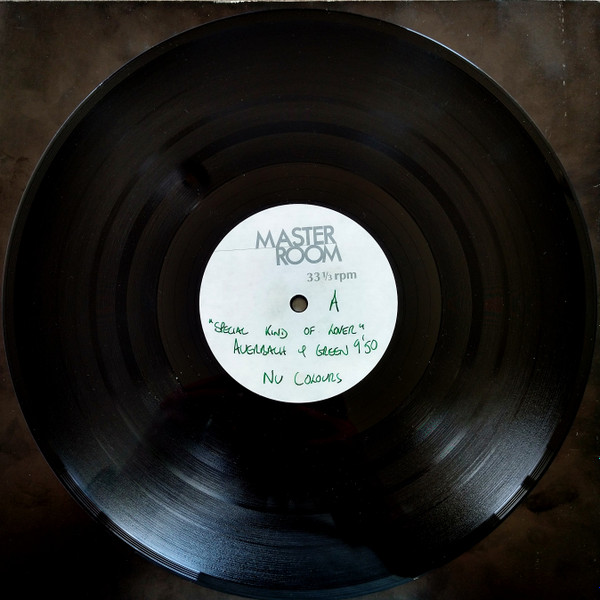 MASTER
ROOM
33⅓ rpm
A
"SPECIAL KIND OF LOVER"
AUERBACH & GREEN 9'50
NU COLOURS